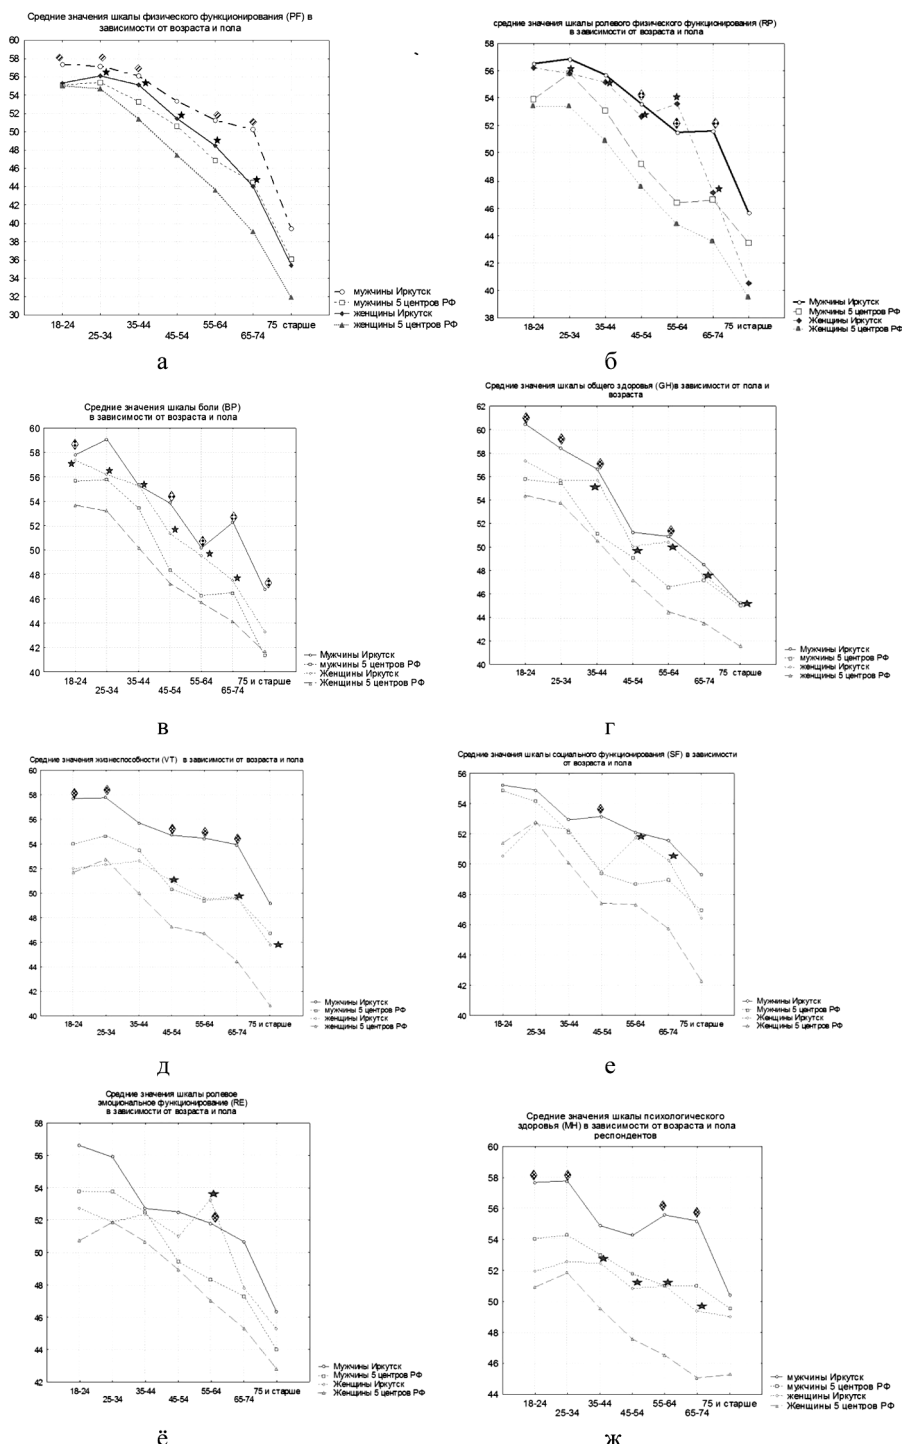 Средние значения шкалы физического функционирования (PF) в
зависимости от возраста и пола
60
58
56
54
52
50
48
46
44
42
40
38
36
34
32
30
18-24
25-34
35-44
45-54
55-64
65-74
75 старше
мужчины Иркутск
мужчины 5 центров РФ
женщины Иркутск
женщины 5 центров РФ
а
средние значения шкалы ролевого физического функционирования (RP)
в зависимости от возраста и пола
58
56
54
52
50
48
46
44
42
40
38
18-24
25-34
35-44
45-54
55-64
65-74
75 и старше
Мужчины Иркутск
Мужчины 5 центров РФ
Женщины Иркутск
Женщины 5 центров РФ
б
Средние значения шкалы боли (BP)
в зависимости от возраста и пола
60
58
56
54
52
50
48
46
44
42
40
18-24
25-34
35-44
45-54
55-64
65-74
75 и старше
Мужчины Иркутск
мужчины 5 центров РФ
Женщины Иркутск
Женщины 5 центров РФ
в
Средние значения шкалы общего здоровья (GH)в зависимости от пола и
возраста
62
60
58
56
54
52
50
48
46
44
42
40
18-24
25-34
35-44
45-54
55-64
65-74
75 старше
Мужчины Иркутск
мужчины 5 центров РФ
женщины Иркутск
женщины 5 центров РФ
г
Средние значения жизнеспособности (VT) в зависимости от возраста и пола
60
58
56
54
52
50
48
46
44
42
40
18-24
25-34
35-44
45-54
55-64
65-74
75 и старше
Мужчины Иркутск
мужчины 5 центров РФ
женщины Иркутск
женщины 5 центров РФ
д
Средние значения шкалы социального функционирования (SF) в зависимости
от возраста и пола
56
54
52
50
48
46
44
42
40
18-24
25-34
35-44
45-54
55-64
65-74
75 и старше
Мужчины Иркутск
Мужчины 5 центров РФ
Женщины Иркутск
Женщины 5 центров РФ
е
Средние значения шкалы ролевое
эмоциональное функционирование (RE)
в зависимости от возраста и пола
58
56
54
52
50
48
46
44
42
18-24
25-34
35-44
45-54
55-64
65-74
75 и старше
Мужчины Иркутск
Мужчины 5 центров РФ
Женщины Иркутск
Женщины 5 центров РФ
ё
Средние значения шкалы психологического
здоровья (MH) в зависимости от возраста и пола
респондентов
60
58
56
54
52
50
48
46
44
18-24
25-34
35-44
45-54
55-64
65-74
75 и старше
мужчины Иркутск
мужчины 5 центров РФ
женщины Иркутск
Женщины 5 центров РФ
ж